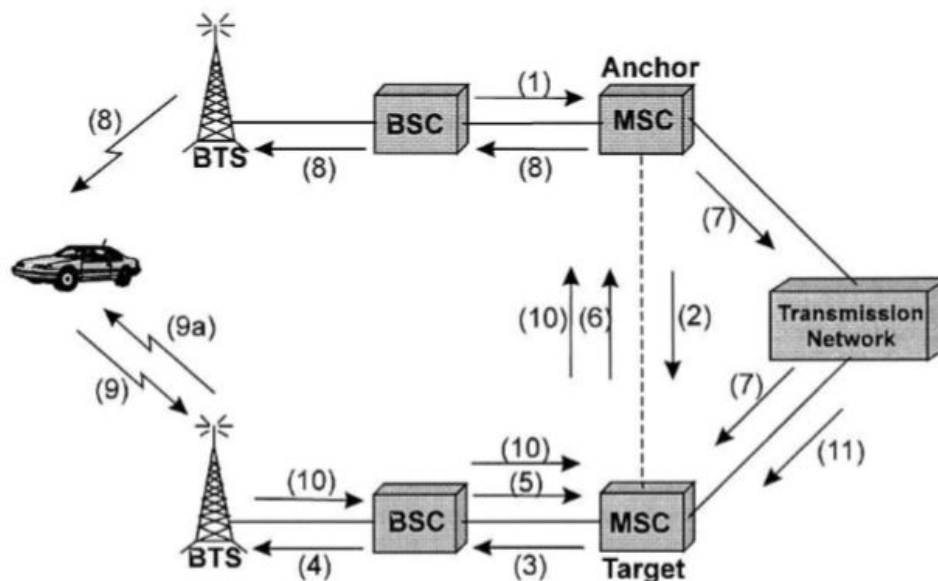 Anchor
(1)
(8)
BSC
MSC
BTS
(8)
(8)
(7)
(10)
(6)
(2)
Transmission
Network
(9a)
(9)
(7)
(11)
(10)
(10)
(5)
BSC
MSC
BTS
(4)
(3)
Target